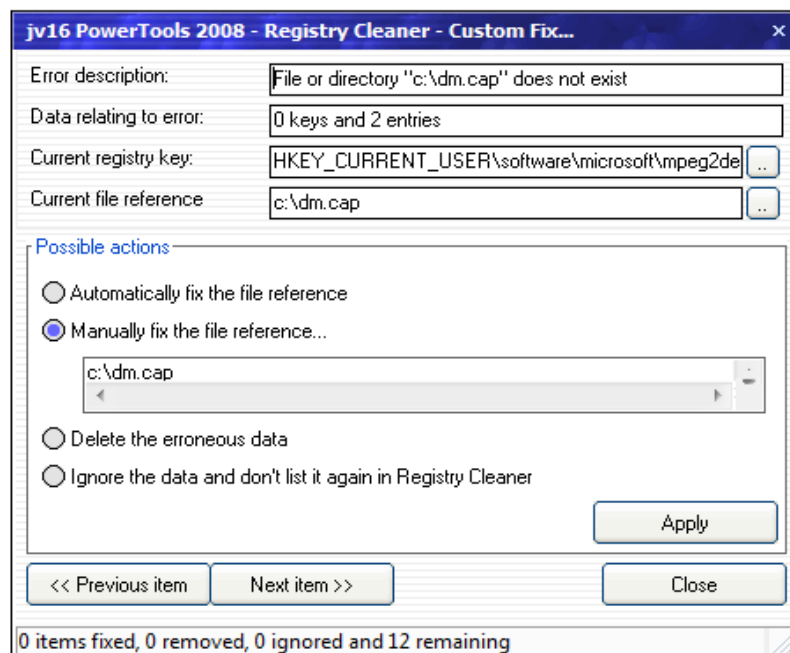 jv16 PowerTools 2008 - Registry Cleaner - Custom Fix...
Error description: File or directory "c:\dm.cap" does not exist
Data relating to error: 0 keys and 2 entries
Current registry key: HKEY_CURRENT_USER\software\microsoft\mpeg2de ..
Current file reference c:\dm.cap ..
Possible actions
Automatically fix the file reference
Manually fix the file reference...
c:\dm.cap
Delete the erroneous data
Ignore the data and don't list it again in Registry Cleaner
Apply
<< Previous item Next item >> Close
0 items fixed, 0 removed, 0 ignored and 12 remaining